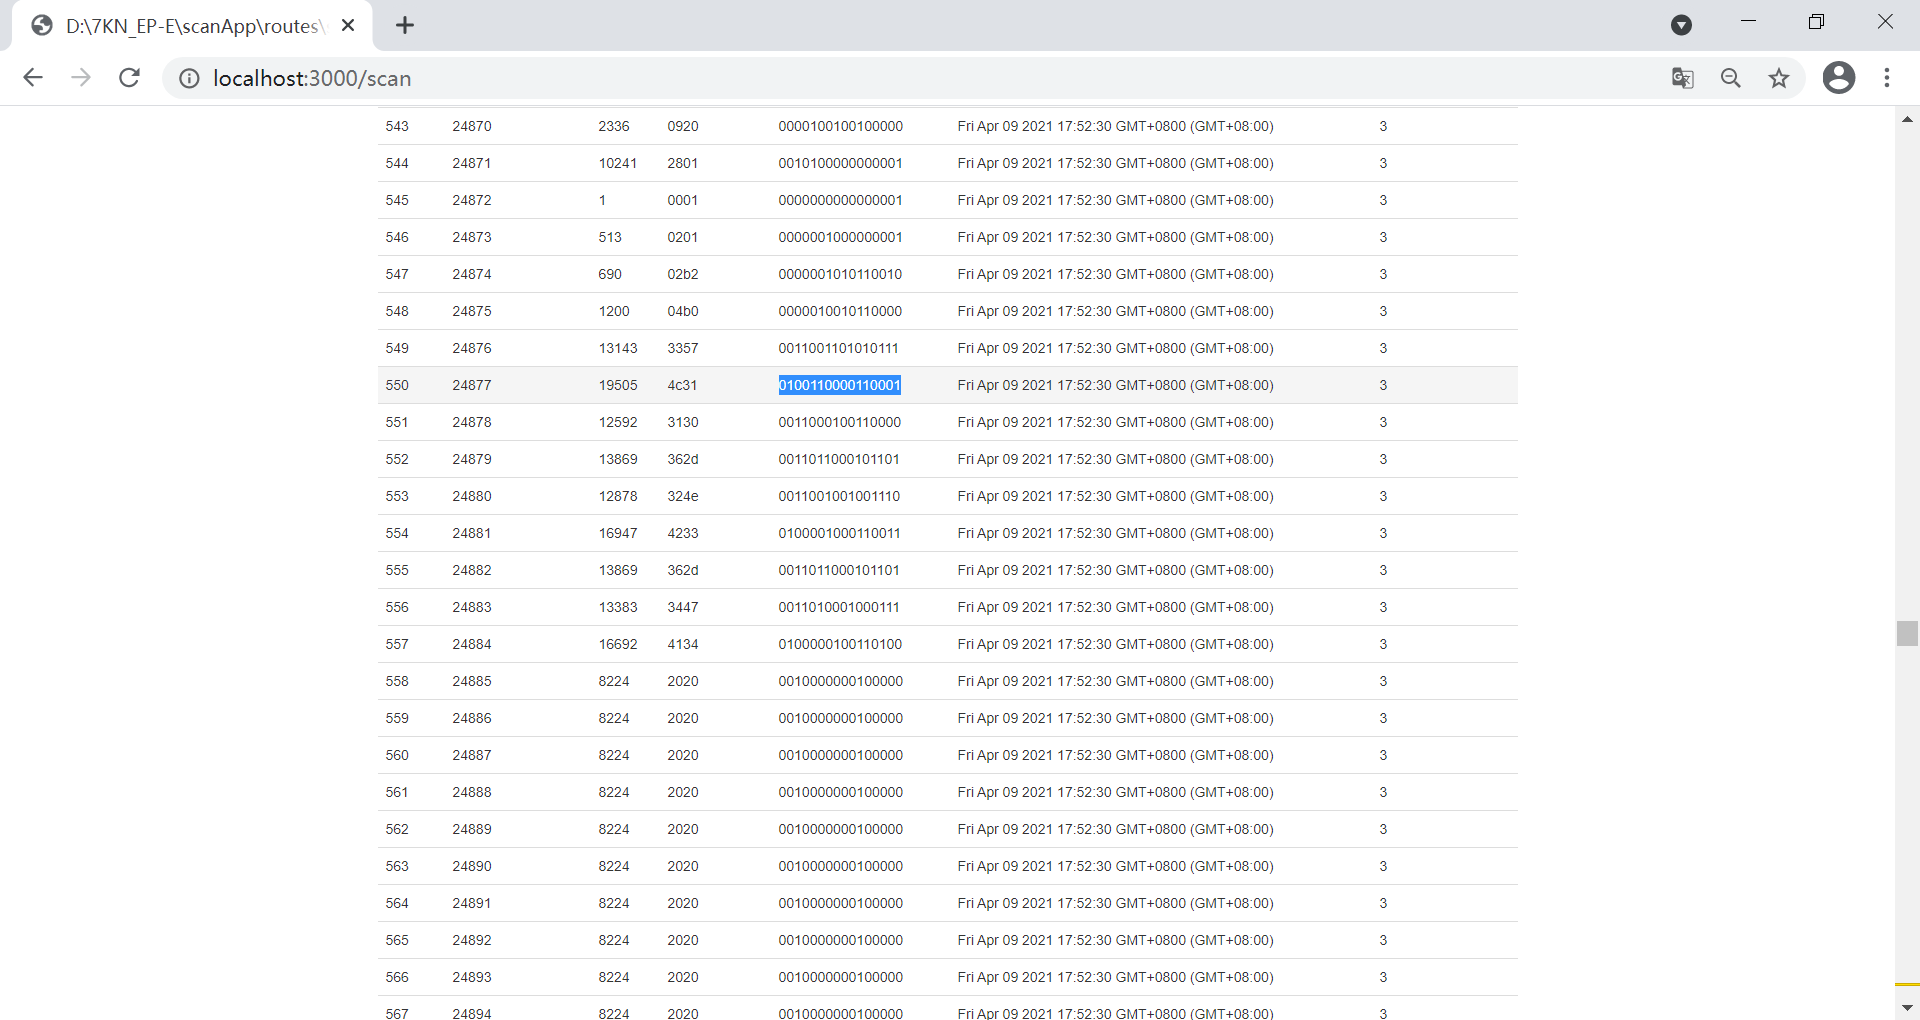 D:\7KN_EP-E\scanApp\routes\
localhost:3000/scan
543 24870 2336 0920 0000100100100000 Fri Apr 09 2021 17:52:30 GMT+0800 (GMT+08:00) 3
544 24871 10241 2801 0010100000000001 Fri Apr 09 2021 17:52:30 GMT+0800 (GMT+08:00) 3
545 24872 1 0001 0000000000000001 Fri Apr 09 2021 17:52:30 GMT+0800 (GMT+08:00) 3
546 24873 513 0201 0000001000000001 Fri Apr 09 2021 17:52:30 GMT+0800 (GMT+08:00) 3
547 24874 690 02b2 0000001010110010 Fri Apr 09 2021 17:52:30 GMT+0800 (GMT+08:00) 3
548 24875 1200 04b0 0000010010110000 Fri Apr 09 2021 17:52:30 GMT+0800 (GMT+08:00) 3
549 24876 13143 3357 0011001101010111 Fri Apr 09 2021 17:52:30 GMT+0800 (GMT+08:00) 3
550 24877 19505 4c31 0100110000110001 Fri Apr 09 2021 17:52:30 GMT+0800 (GMT+08:00) 3
551 24878 12592 3130 0011000100110000 Fri Apr 09 2021 17:52:30 GMT+0800 (GMT+08:00) 3
552 24879 13869 362d 0011011000101101 Fri Apr 09 2021 17:52:30 GMT+0800 (GMT+08:00) 3
553 24880 12878 324e 0011001001001110 Fri Apr 09 2021 17:52:30 GMT+0800 (GMT+08:00) 3
554 24881 16947 4233 0100001000110011 Fri Apr 09 2021 17:52:30 GMT+0800 (GMT+08:00) 3
555 24882 13869 362d 0011011000101101 Fri Apr 09 2021 17:52:30 GMT+0800 (GMT+08:00) 3
556 24883 13383 3447 0011010001000111 Fri Apr 09 2021 17:52:30 GMT+0800 (GMT+08:00) 3
557 24884 16692 4134 0100000100110100 Fri Apr 09 2021 17:52:30 GMT+0800 (GMT+08:00) 3
558 24885 8224 2020 0010000000100000 Fri Apr 09 2021 17:52:30 GMT+0800 (GMT+08:00) 3
559 24886 8224 2020 0010000000100000 Fri Apr 09 2021 17:52:30 GMT+0800 (GMT+08:00) 3
560 24887 8224 2020 0010000000100000 Fri Apr 09 2021 17:52:30 GMT+0800 (GMT+08:00) 3
561 24888 8224 2020 0010000000100000 Fri Apr 09 2021 17:52:30 GMT+0800 (GMT+08:00) 3
562 24889 8224 2020 0010000000100000 Fri Apr 09 2021 17:52:30 GMT+0800 (GMT+08:00) 3
563 24890 8224 2020 0010000000100000 Fri Apr 09 2021 17:52:30 GMT+0800 (GMT+08:00) 3
564 24891 8224 2020 0010000000100000 Fri Apr 09 2021 17:52:30 GMT+0800 (GMT+08:00) 3
565 24892 8224 2020 0010000000100000 Fri Apr 09 2021 17:52:30 GMT+0800 (GMT+08:00) 3
566 24893 8224 2020 0010000000100000 Fri Apr 09 2021 17:52:30 GMT+0800 (GMT+08:00) 3
567 24894 8224 2020 0010000000100000 Fri Apr 09 2021 17:52:30 GMT+0800 (GMT+08:00) 3